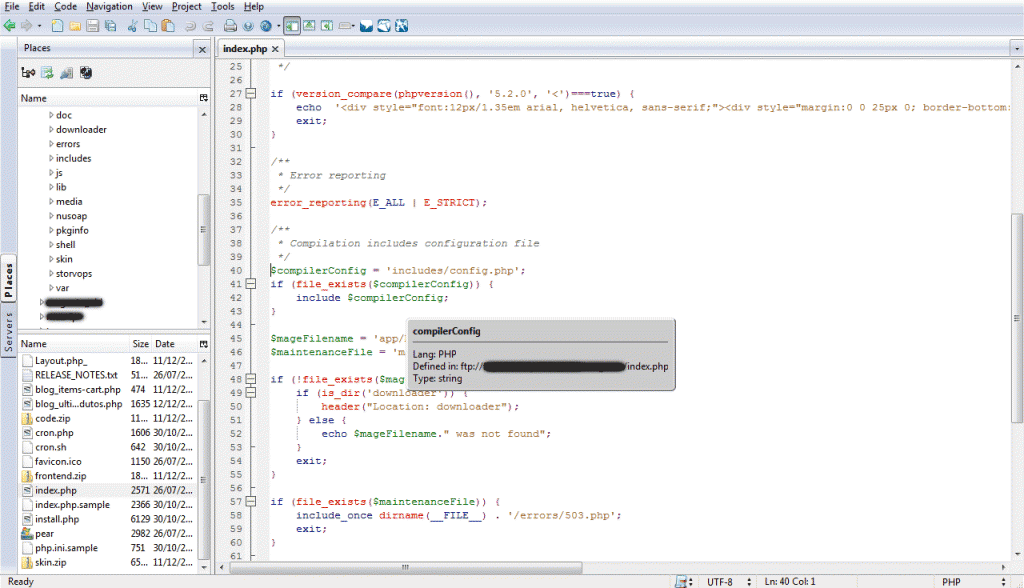 File Edit Code Navigation View Project Tools Help
Places
index.php
Name
doc
downloader
errors
includes
js
lib
media
nusoap
pkginfo
shell
skin
storvops
var
Places
Servers
Name Size Date
Layout.php_ 18... 11/12/2...
RELEASE_NOTES.txt 51... 26/07/2...
blog_items-cart.php 474 11/12/2...
blog_ulti...dutos.php 1635 12/12/2...
code.zip 11... 11/12/2...
cron.php 1606 30/10/2...
cron.sh 642 30/10/2...
favicon.ico 1150 26/07/2...
frontend.zip 18... 11/12/2...
index.php 2571 26/07/2...
index.php.sample 2366 30/10/2...
install.php 6129 30/10/2...
pear 2982 26/07/2...
php.ini.sample 751 30/10/2...
skin.zip 65... 11/12/2...
25 */
26
27 if (version_compare(phpversion(), '5.2.0', '<')===true) {
28 echo '<div style="font:12px/1.35em arial, helvetica, sans-serif;"><div style="margin:0 0 25px 0; border-bottom:
29 exit;
30 }
31
32 /**
33 * Error reporting
34 */
35 error_reporting(E_ALL | E_STRICT);
36
37 /**
38 * Compilation includes configuration file
39 */
40 $compilerConfig = 'includes/config.php';
41 if (file_exists($compilerConfig)) {
42 include $compilerConfig;
43 }
44
45 $mageFilename = 'app/
46 $maintenanceFile = 'm
47
48 if (!file_exists($mag
49 if (is_dir('downloader')) {
50 header("Location: downloader");
51 } else {
52 echo $mageFilename." was not found";
53 }
54 exit;
55 }
56
57 if (file_exists($maintenanceFile)) {
58 include_once dirname(__FILE__) . '/errors/503.php';
59 exit;
60 }
61
compilerConfig
Lang: PHP
Defined in: ftp:// /index.php
Type: string
Ready UTF-8 Ln: 40 Col: 1 PHP